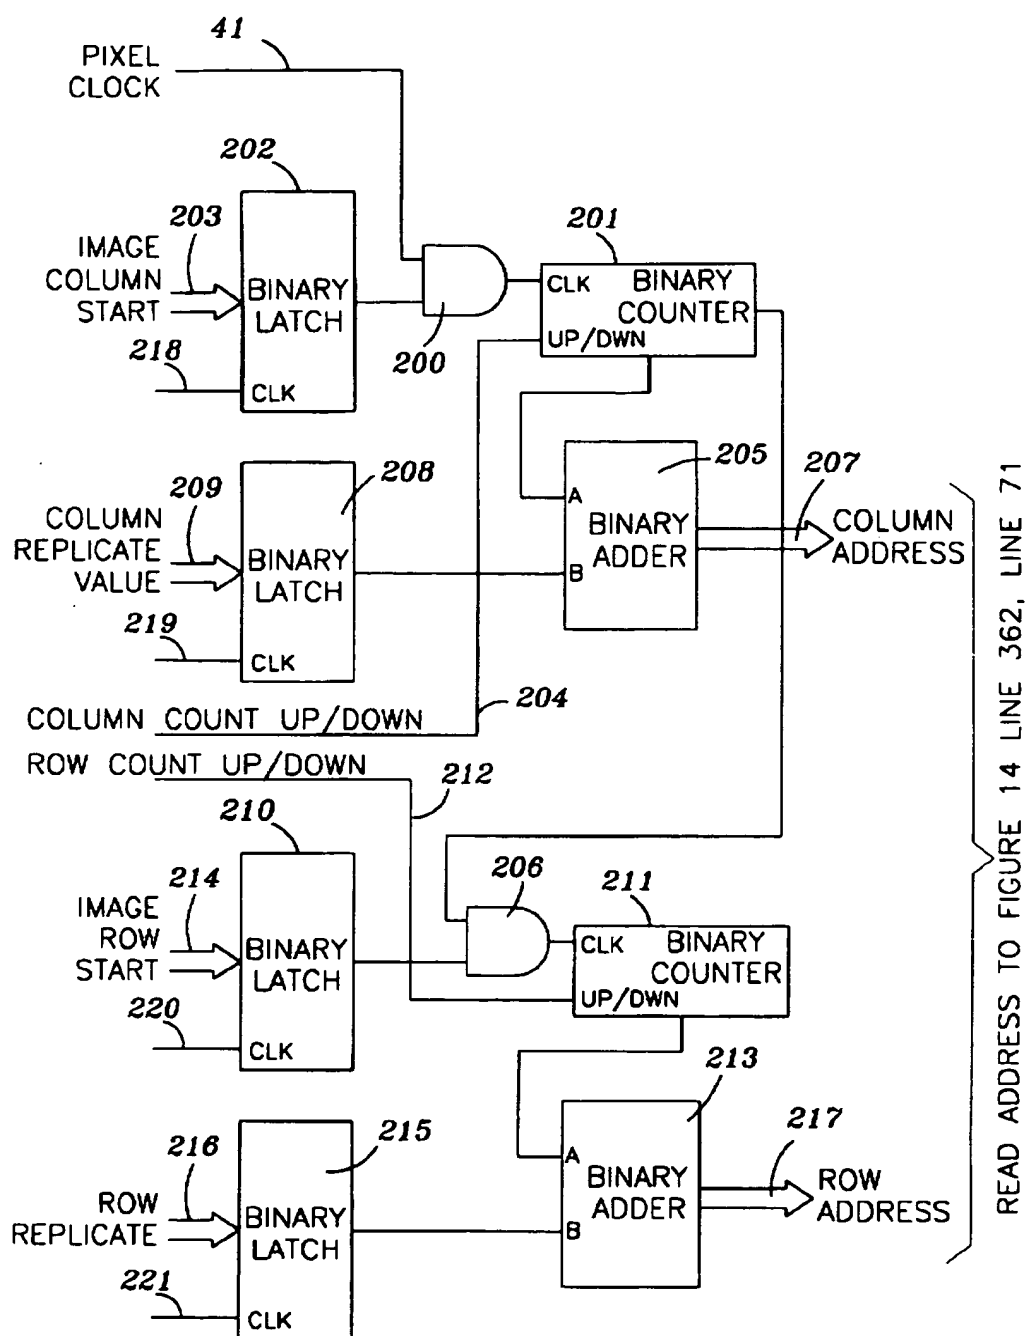 41
PIXEL
CLOCK
202
203
IMAGE
COLUMN
START
BINARY
LATCH
218
CLK
200
201
CLK
BINARY
COUNTER
UP/DWN
205
A
BINARY
ADDER
B
207
COLUMN
ADDRESS
208
209
COLUMN
REPLICATE
VALUE
BINARY
LATCH
219
CLK
204
COLUMN COUNT UP/DOWN
ROW COUNT UP/DOWN
212
210
214
IMAGE
ROW
START
BINARY
LATCH
220
CLK
206
211
CLK
BINARY
COUNTER
UP/DWN
213
A
BINARY
ADDER
B
217
ROW
ADDRESS
215
216
ROW
REPLICATE
BINARY
LATCH
221
CLK
READ ADDRESS TO FIGURE 14 LINE 362, LINE 71